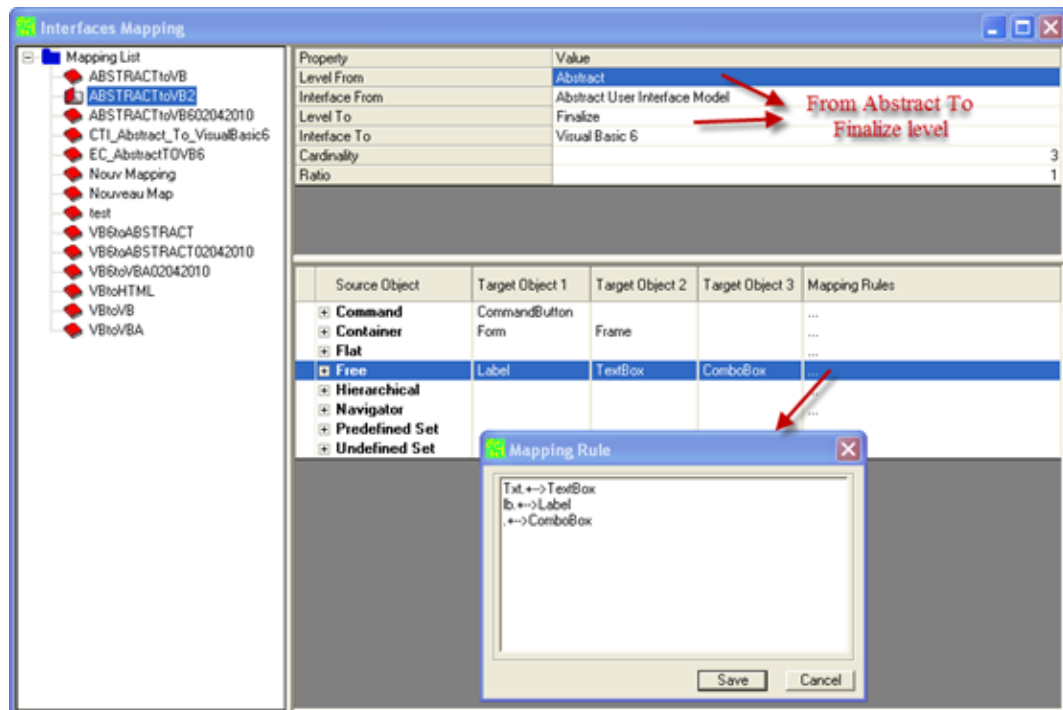 Interfaces Mapping
Mapping List
ABSTRACTtoVB
ABSTRACTtoVB2
ABSTRACTtoVB602042010
CTI_Abstract_To_VisualBasic6
EC_AbstractTOVB6
Nouv Mapping
Nouveau Map
test
VB6toABSTRACT
VB6toABSTRACT02042010
VB6toVBA02042010
VBtoHTML
VBtoVB
VBtoVBA
Property Value
Level From Abstract
Interface From Abstract User Interface Model
Level To Finalize
Interface To Visual Basic 6
Cardinality 3
Ratio 1
From Abstract To
Finalize level
Source Object Target Object 1 Target Object 2 Target Object 3 Mapping Rules
Command CommandButton ...
Container Form Frame ...
Flat ...
Free Label TextBox ComboBox ...
Hierarchical ...
Navigator ...
Predefined Set
Undefined Set
Mapping Rule
Txt.+-->TextBox
lb.+-->Label
.+-->ComboBox
Save Cancel